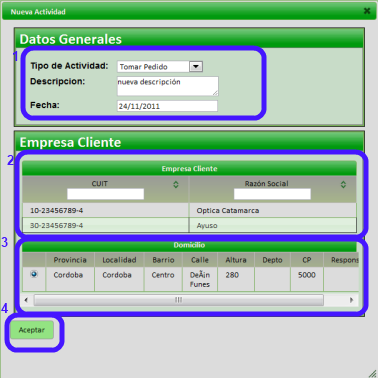 Nueva Actividad
1
Datos Generales
Tipo de Actividad: Tomar Pedido
Descripcion: nueva descripción
Fecha: 24/11/2011
Empresa Cliente
2
Empresa Cliente
CUIT Razón Social
10-23456789-4 Optica Catamarca
30-23456789-4 Ayuso
3
Domicilio
Provincia Localidad Barrio Calle Altura Depto CP Respons
Cordoba Cordoba Centro DeÃ¡n 280 5000
Funes
4
Aceptar